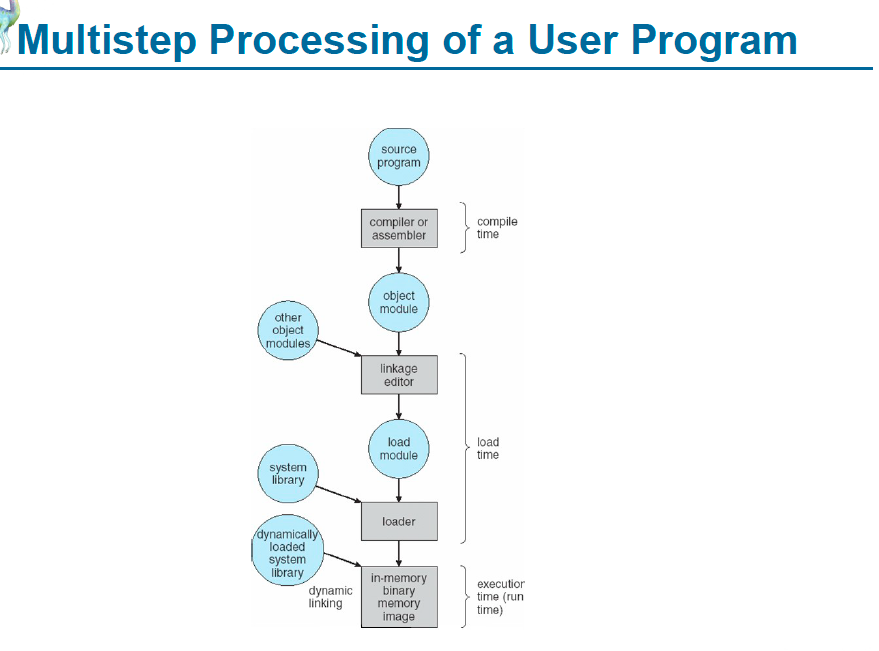 Multistep Processing of a User Program
source
program
compiler or
assembler
compile
time
object
module
other
object
modules
linkage
editor
load
module
load
time
system
library
loader
dynamically
loaded
system
library
dynamic
linking
in-memory
binary
memory
image
execution
time (run
time)